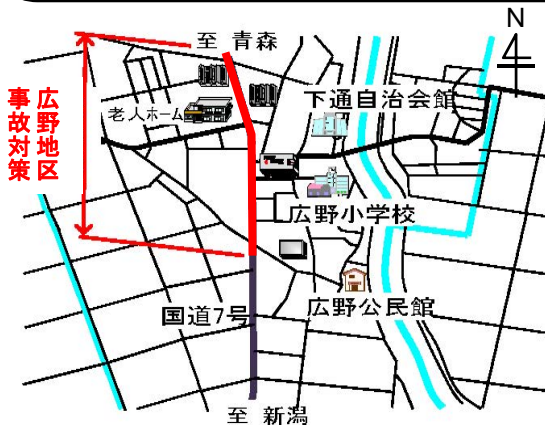 N
至 青森
老人ホーム
下通自治会館
広野地区
事故対策
広野小学校
国道7号
広野公民館
至 新潟